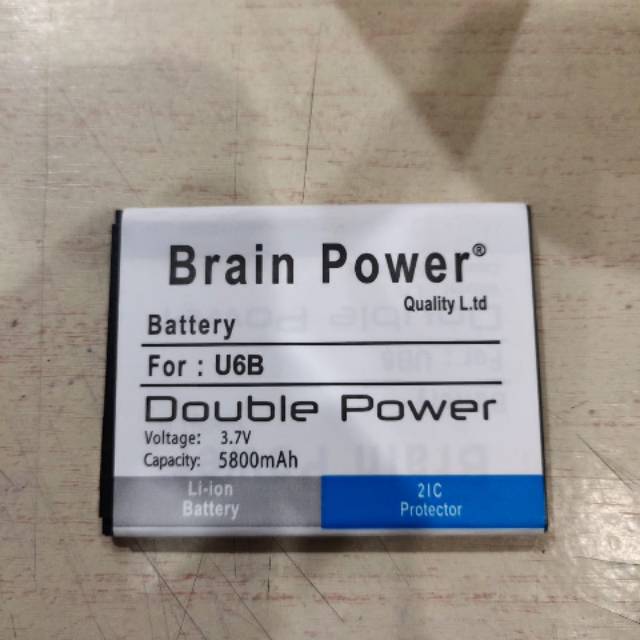 Brain Power®
Quality L.td
Battery
For : U6B
Double Power
Voltage: 3.7V
Capacity: 5800mAh
Li-ion
Battery
2IC
Protector